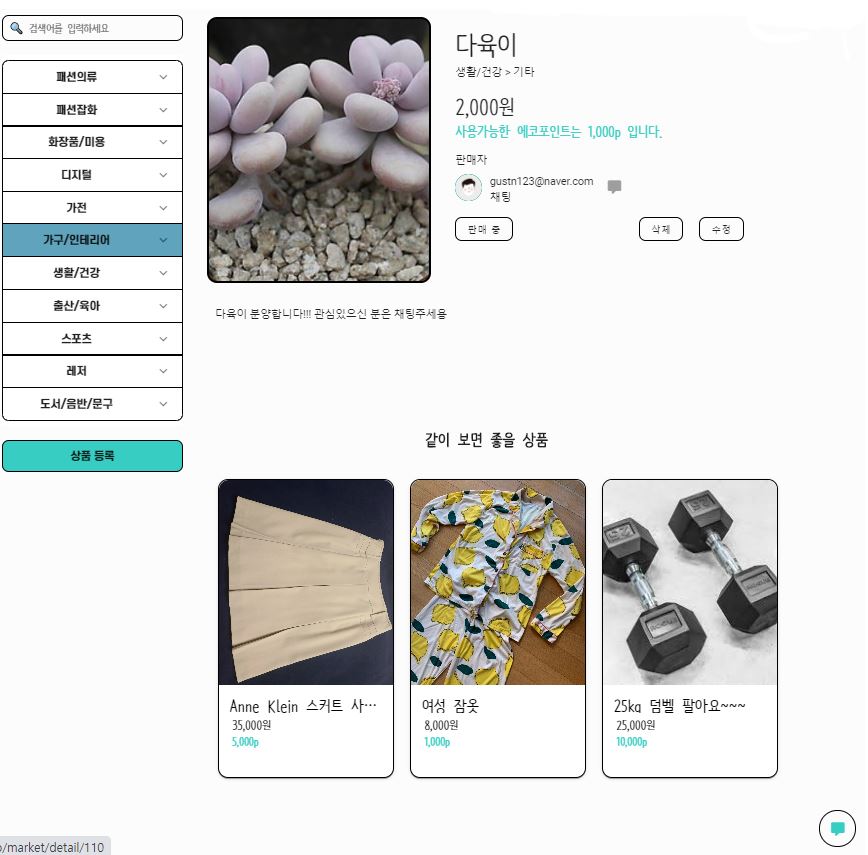 검색어를 입력하세요
패션의류
패션잡화
화장품/미용
디지털
가전
가구/인테리어
생활/건강
출산/육아
스포츠
레저
도서/음반/문구
상품 등록
다육이
생활/건강 > 기타
2,000원
사용가능한 에코포인트는 1,000p 입니다.
판매자
gustn123@naver.com
채팅
판매 중
삭제
수정
다육이 분양합니다!!! 관심있으신 분은 채팅주세용
같이 보면 좋을 상품
Anne Klein 스커트 사…
35,000원
5,000p
여성 잠옷
8,000원
1,000p
25kg 덤벨 팔아요~~~
25,000원
10,000p
/market/detail/110